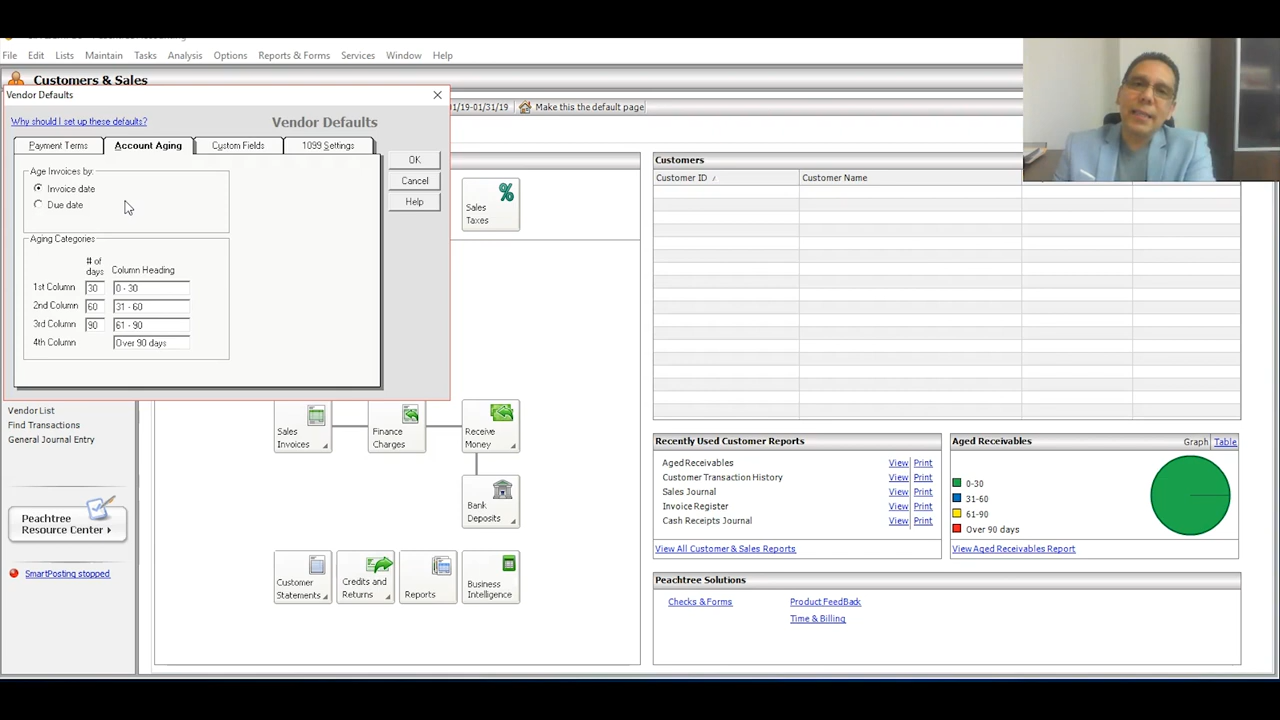 File Edit Lists Maintain Tasks Analysis Options Reports & Forms Services Window Help
Customers & Sales
Vendor Defaults
1/19-01/31/19 Make this the default page
Why should I set up these defaults?
Vendor Defaults
Payment Terms Account Aging Custom Fields 1099 Settings
OK
Cancel
Help
Age Invoices by:
Invoice date
Due date
Aging Categories
# of
days Column Heading
1st Column 30 0 - 30
2nd Column 60 31 - 60
3rd Column 90 61 - 90
4th Column Over 90 days
Sales
Taxes
Customers
Customer ID / Customer Name
Vendor List
Find Transactions
General Journal Entry
Peachtree
Resource Center
SmartPosting stopped
Sales
Invoices
Finance
Charges
Receive
Money
Bank
Deposits
Customer
Statements
Credits and
Returns
Reports
Business
Intelligence
Recently Used Customer Reports
Aged Receivables View Print
Customer Transaction History View Print
Sales Journal View Print
Invoice Register View Print
Cash Receipts Journal View Print
View All Customer & Sales Reports
Aged Receivables Graph Table
0-30
31-60
61-90
Over 90 days
View Aged Receivables Report
Peachtree Solutions
Checks & Forms Product FeedBack
Time & Billing